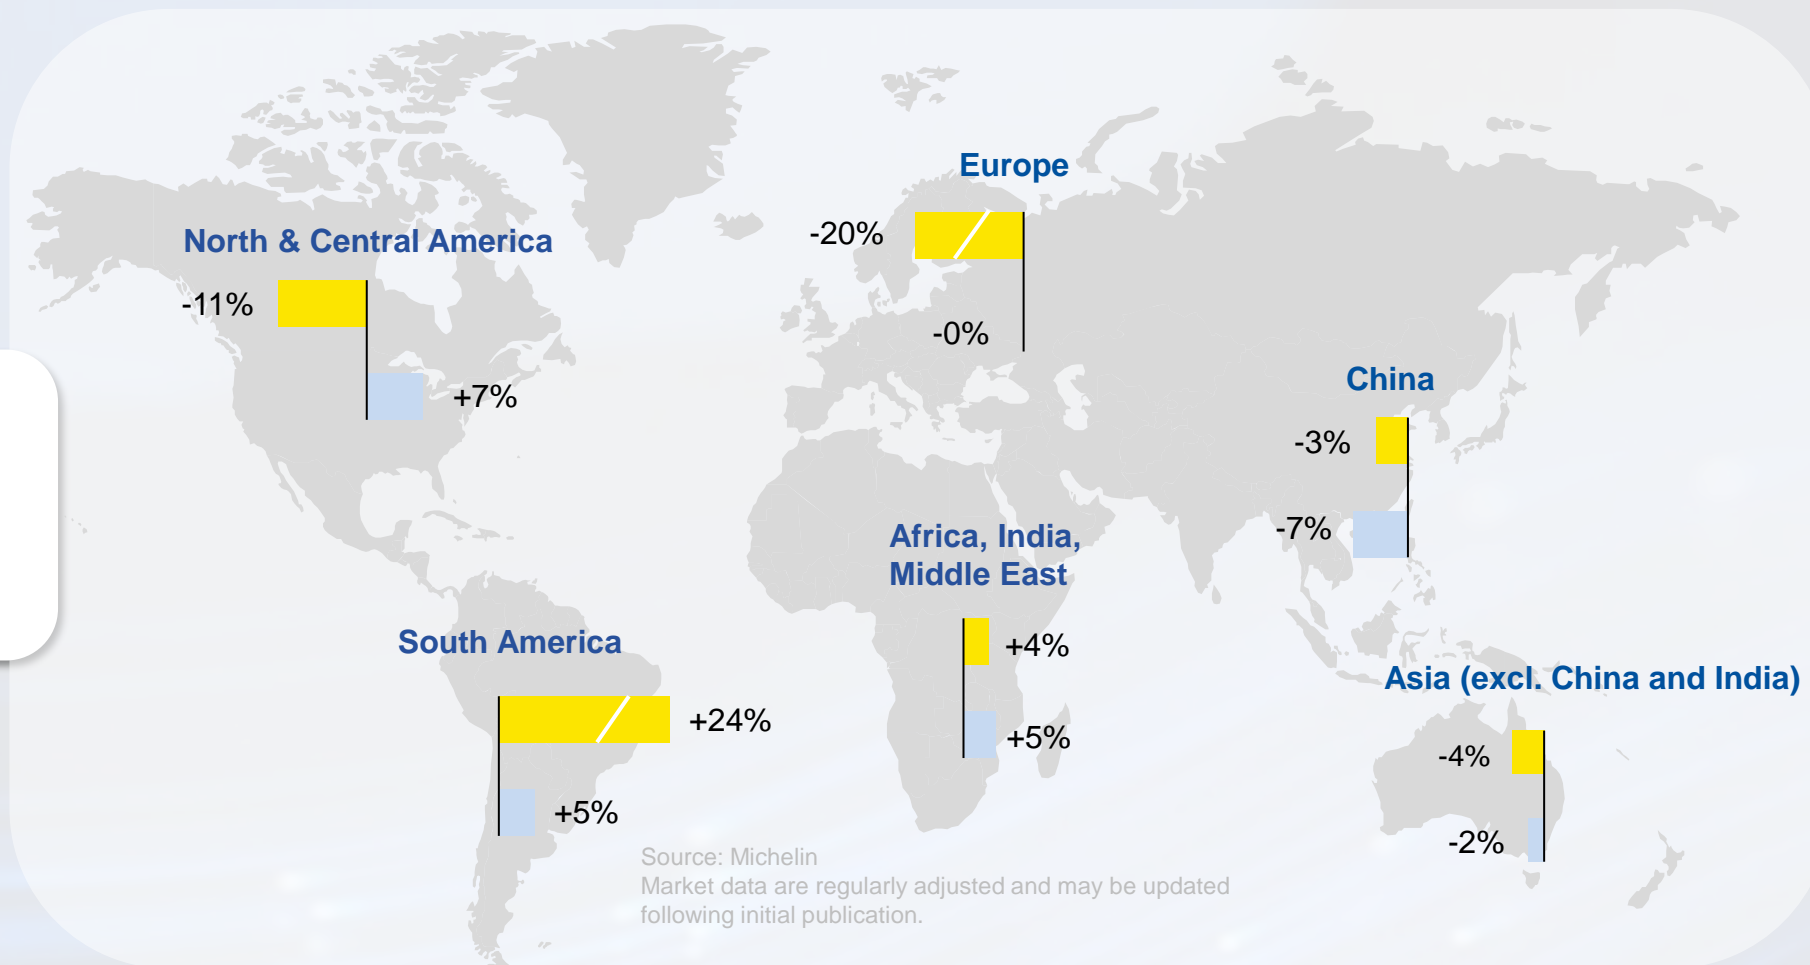 Europe
-20%
-0%
North & Central America
-11%
+7%
China
-3%
-7%
Africa, India,
Middle East
+4%
+5%
South America
+24%
+5%
Asia (excl. China and India)
-4%
-2%
Source: Michelin
Market data are regularly adjusted and may be updated
following initial publication.